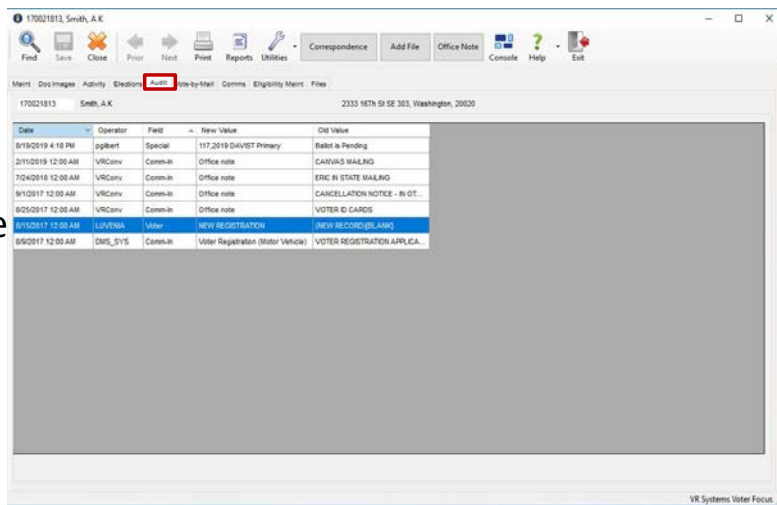 170021813, Smith, A K
Find Save Close Prior Next Print Reports Utilities Correspondence Add File Office Note Console Help Exit
Maint Doc Images Activity Elections Audit Vote-by-Mail Comms Eligibility Maint Files
170021813 Smith, A K 2333 16Th St SE 303, Washington, 20020
Date Operator Field New Value Old Value
8/19/2019 4:18 PM pgilbert Special 117,2019 DAVIST Primary Ballot is Pending
2/11/2019 12:00 AM VRConv Comm-In Office note CANVAS MAILING
7/24/2018 12:00 AM VRConv Comm-In Office note ERIC IN STATE MAILING
9/1/2017 12:00 AM VRConv Comm-In Office note CANCELLATION NOTICE - IN OT...
8/25/2017 12:00 AM VRConv Comm-In Office note VOTER ID CARDS
e
8/15/2017 12:00 AM LUVENIA Voter NEW REGISTRATION (NEW RECORD)[BLANK]
8/9/2017 12:00 AM DMS_SYS Comm-In Voter Registration (Motor Vehicle) VOTER REGISTRATION APPLICA...
VR Systems Voter Focus